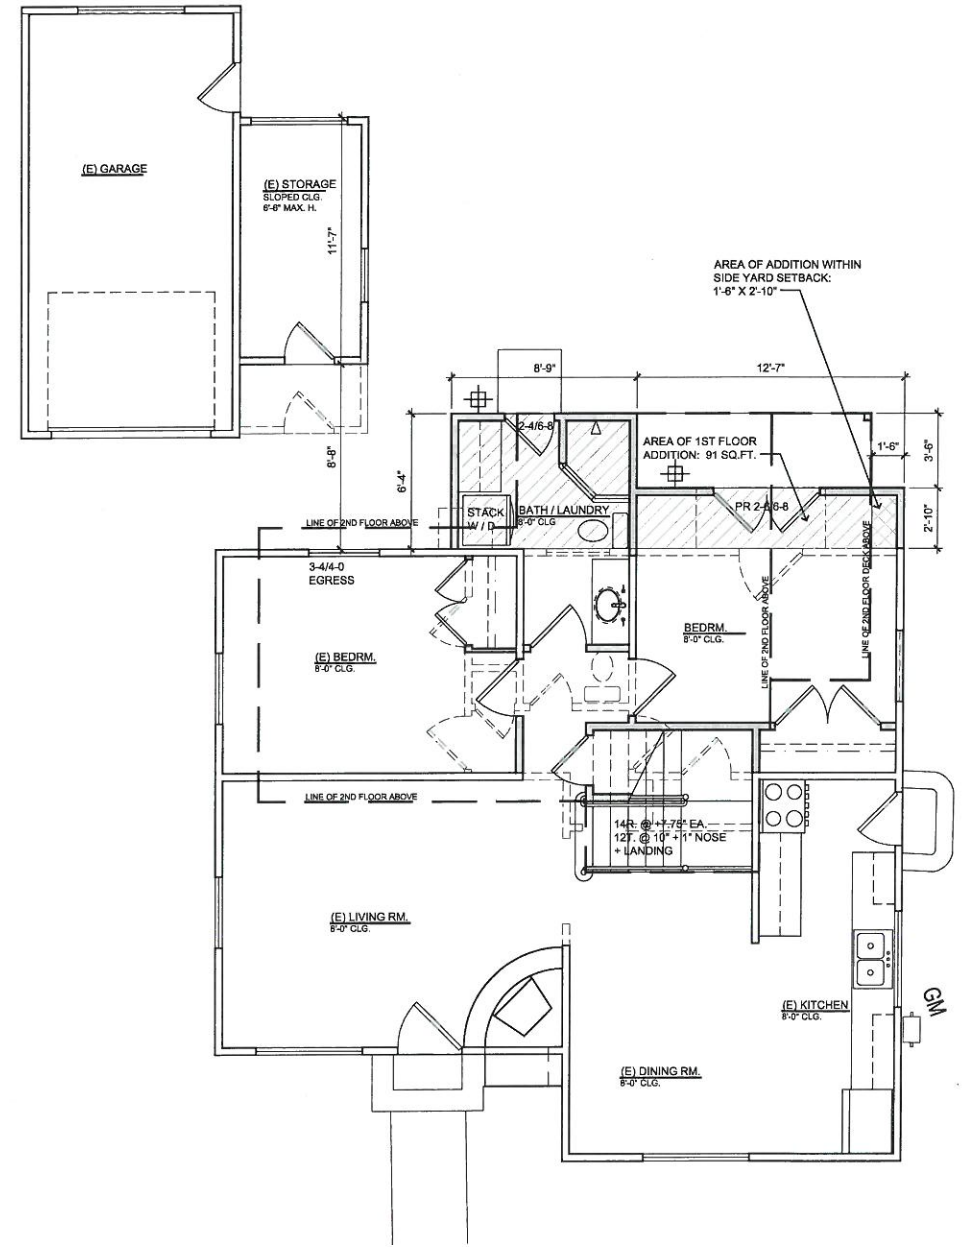 (E) GARAGE
(E) STORAGE
SLOPED CLG.
6'-6" MAX. H.
11'-7"
AREA OF ADDITION WITHIN
SIDE YARD SETBACK:
1'-6" X 2'-10"
8'-9"
12'-7"
2-4/6-8
AREA OF 1ST FLOOR
ADDITION: 91 SQ.FT.
1'-6"
3'-6"
8'-8"
6'-4"
STACK
W / D
BATH / LAUNDRY
8'-0" CLG
PR 2-6/6-8
2'-10"
LINE OF 2ND FLOOR ABOVE
3-4/4-0
EGRESS
(E) BEDRM.
8'-0" CLG.
BEDRM.
8'-0" CLG.
LINE OF 2ND FLOOR ABOVE
LINE OF 2ND FLOOR DECK ABOVE
LINE OF 2ND FLOOR ABOVE
14R. @ +7.75" EA.
12T. @ 10" + 1" NOSE
+ LANDING
(E) LIVING RM.
8'-0" CLG.
(E) KITCHEN
8'-0" CLG.
GM
(E) DINING RM.
8'-0" CLG.